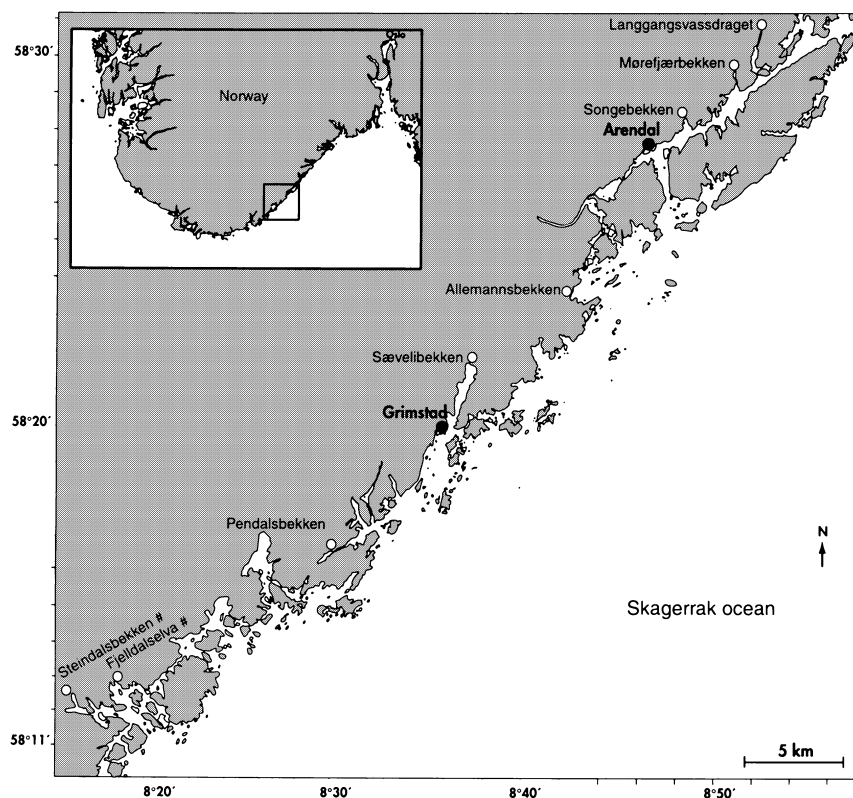 58°30´
Langgangsvassdraget
Mørefjærbekken
Songebekken
Arendal
Norway
Allemannsbekken
Sævelibekken
58°20´
Grimstad
Pendalsbekken
N
Skagerrak ocean
Steindalsbekken #
Fjelldalselva #
58°11´
5 km
8°20´
8°30´
8°40´
8°50´